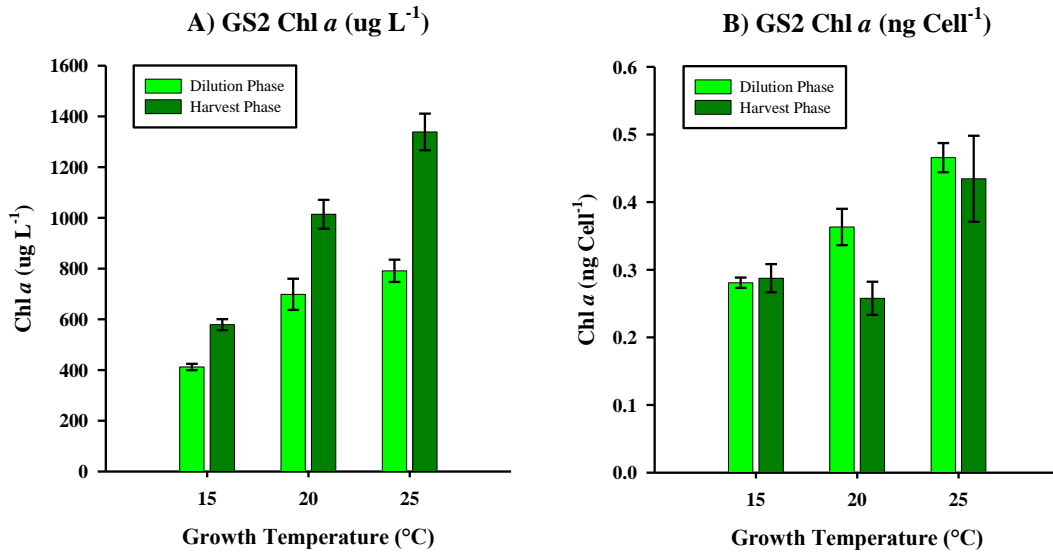 A) GS2 Chl a (ug L⁻¹)
1600
1400
1200
1000
800
600
400
200
0
Chl a (ug L⁻¹)
Dilution Phase
Harvest Phase
15 20 25
Growth Temperature (°C)
B) GS2 Chl a (ng Cell⁻¹)
0.6
0.5
0.4
0.3
0.2
0.1
0.0
Chl a (ng Cell⁻¹)
Dilution Phase
Harvest Phase
15 20 25
Growth Temperature (°C)